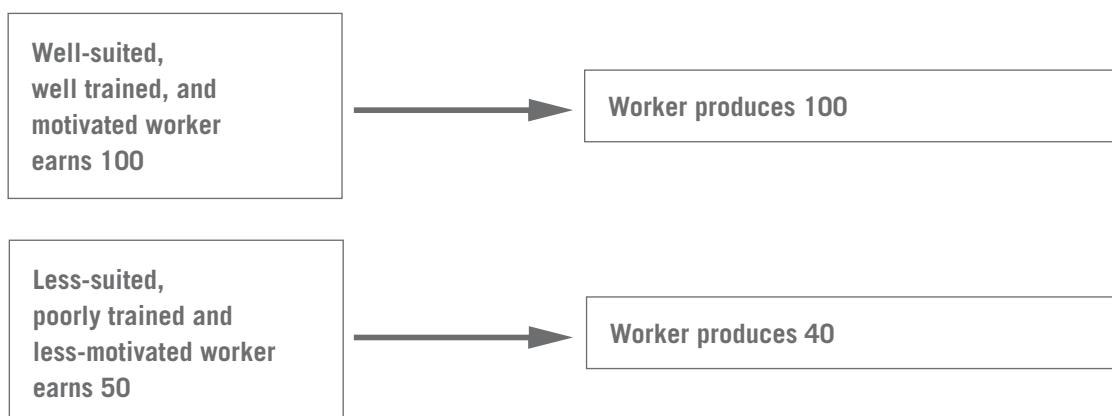 Well-suited,
well trained, and
motivated worker
earns 100
Worker produces 100
Less-suited,
poorly trained and
less-motivated worker
earns 50
Worker produces 40